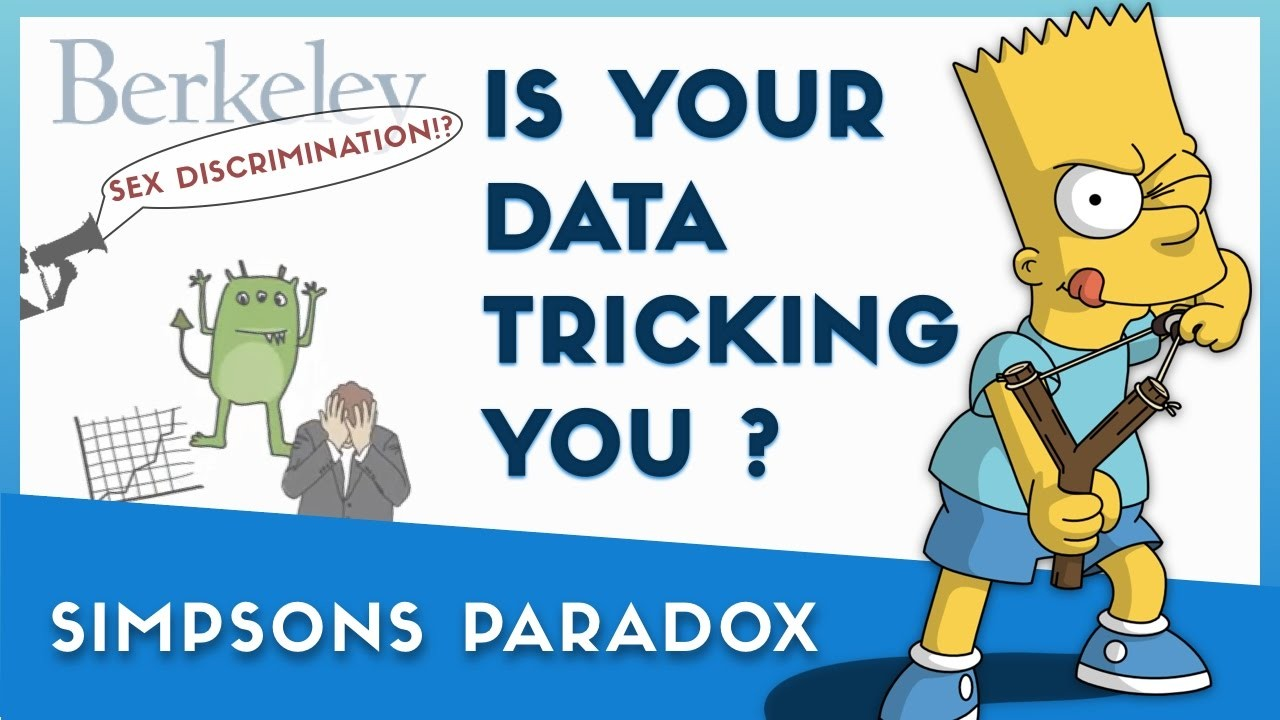 Berkeley
SEX DISCRIMINATION!?
IS YOUR
DATA
TRICKING
YOU ?
SIMPSONS PARADOX